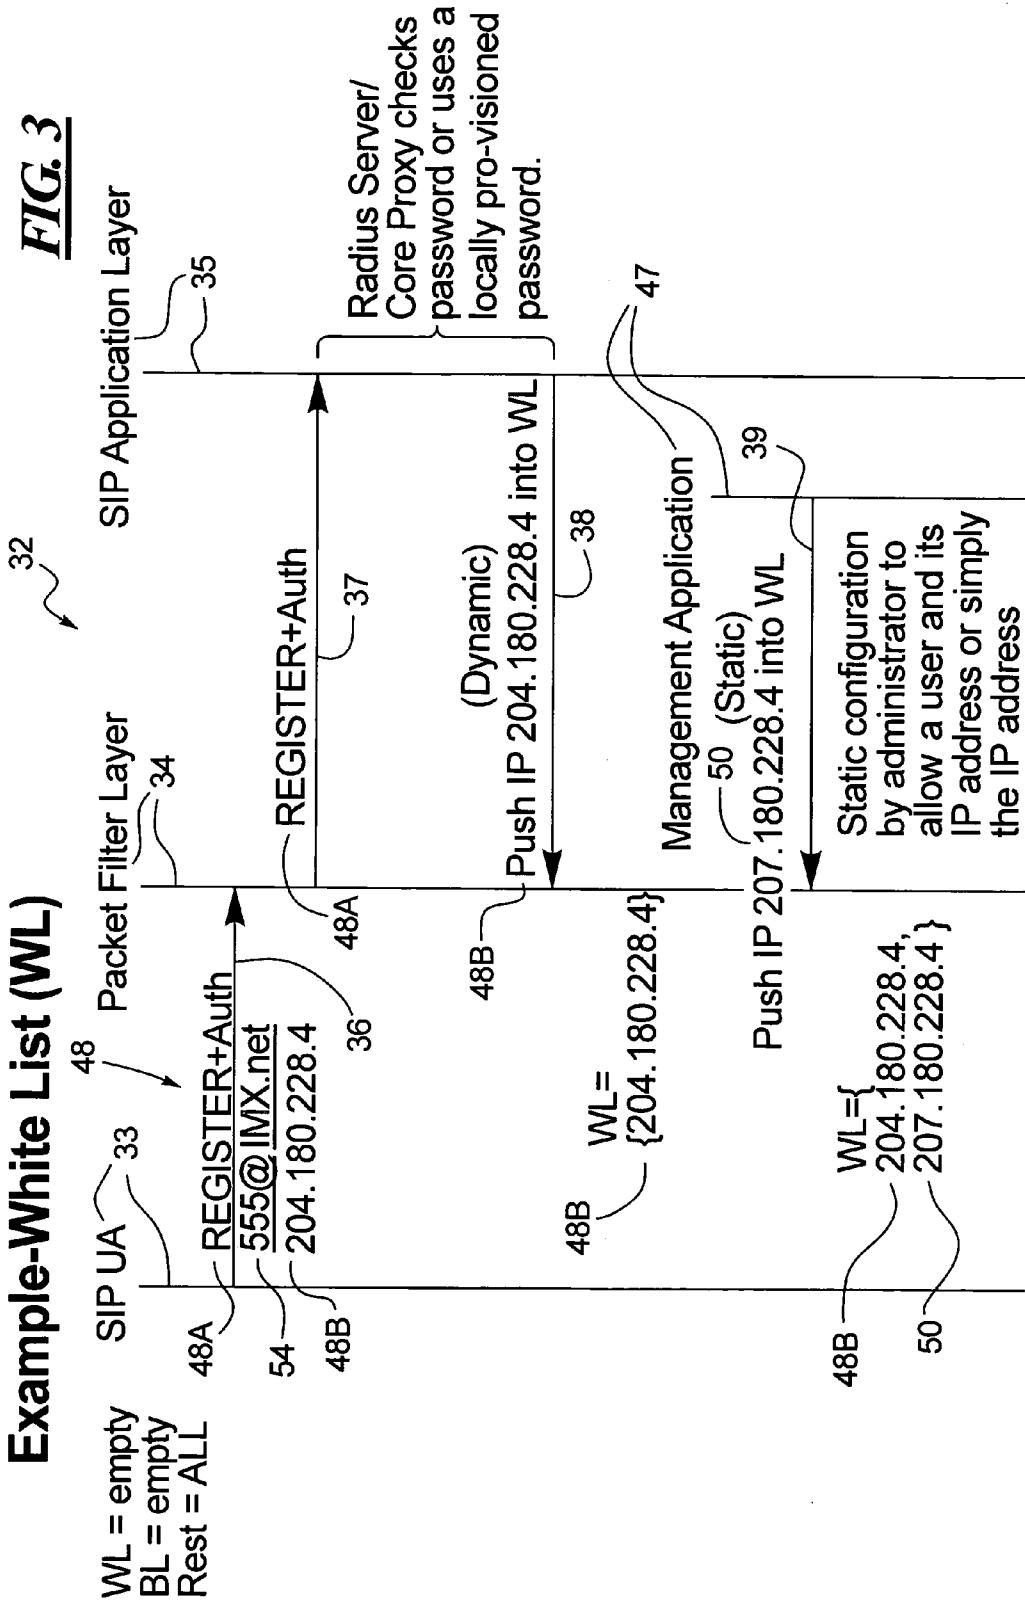 Example-White List (WL)
FIG. 3
32
WL = empty
BL = empty
Rest = ALL
SIP UA
33
Packet Filter Layer
34
SIP Application Layer
35
48
48A
REGISTER+Auth
54
555@IMX.net
48B
204.180.228.4
36
48A
REGISTER+Auth
37
Radius Server/
Core Proxy checks
password or uses a
locally pro-visioned
password.
(Dynamic)
48B
Push IP 204.180.228.4 into WL
38
WL=
{204.180.228.4}
48B
Management Application
47
50
(Static)
Push IP 207.180.228.4 into WL
39
WL={
204.180.228.4,
207.180.228.4 }
48B
50
Static configuration
by administrator to
allow a user and its
IP address or simply
the IP address